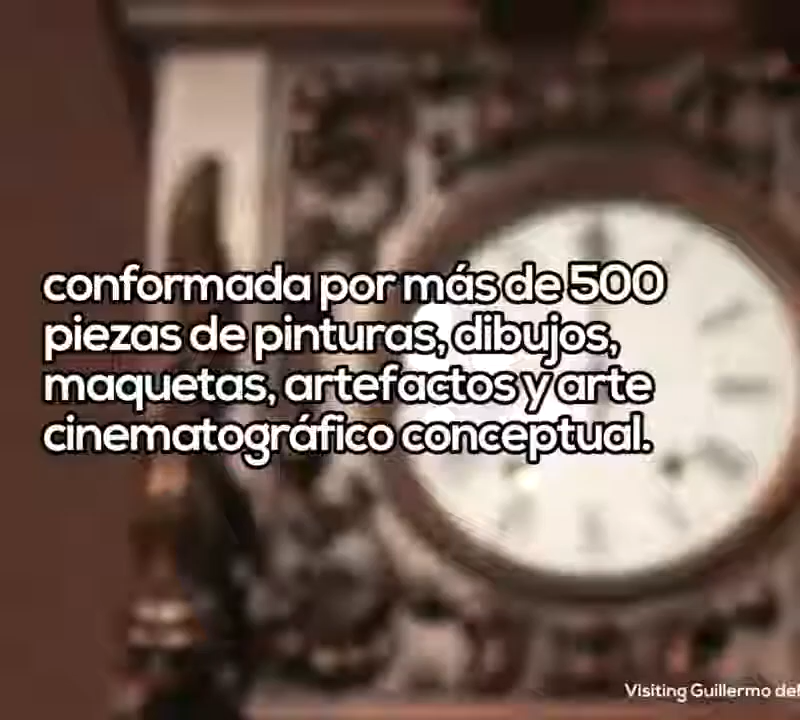 conformada por más de 500
piezas de pinturas, dibujos,
maquetas, artefactos y arte
cinematográfico conceptual.
Visiting Guillermo del